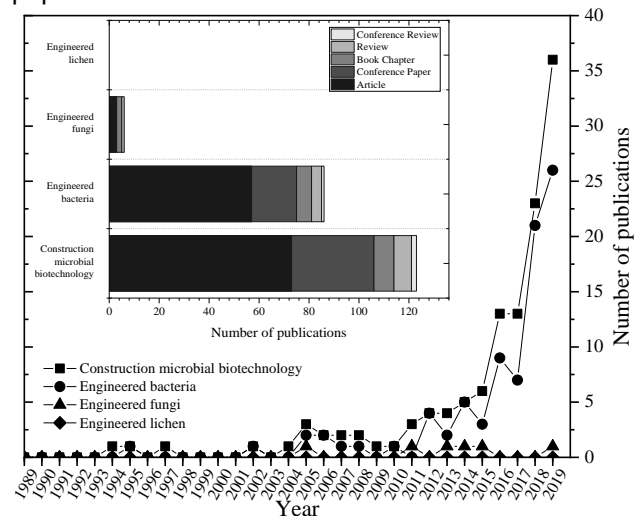 40
35
30
25
20
15
10
5
0
Number of publications
Engineered
lichen
Engineered
fungi
Engineered
bacteria
Construction
microbial
biotechnology
Conference Review
Review
Book Chapter
Conference Paper
Article
0 20 40 60 80 100 120
Number of publications
Construction microbial biotechnology
Engineered bacteria
Engineered fungi
Engineered lichen
1989 1990 1991 1992 1993 1994 1995 1996 1997 1998 1999 2000 2001 2002 2003 2004 2005 2006 2007 2008 2009 2010 2011 2012 2013 2014 2015 2016 2017 2018 2019
Year